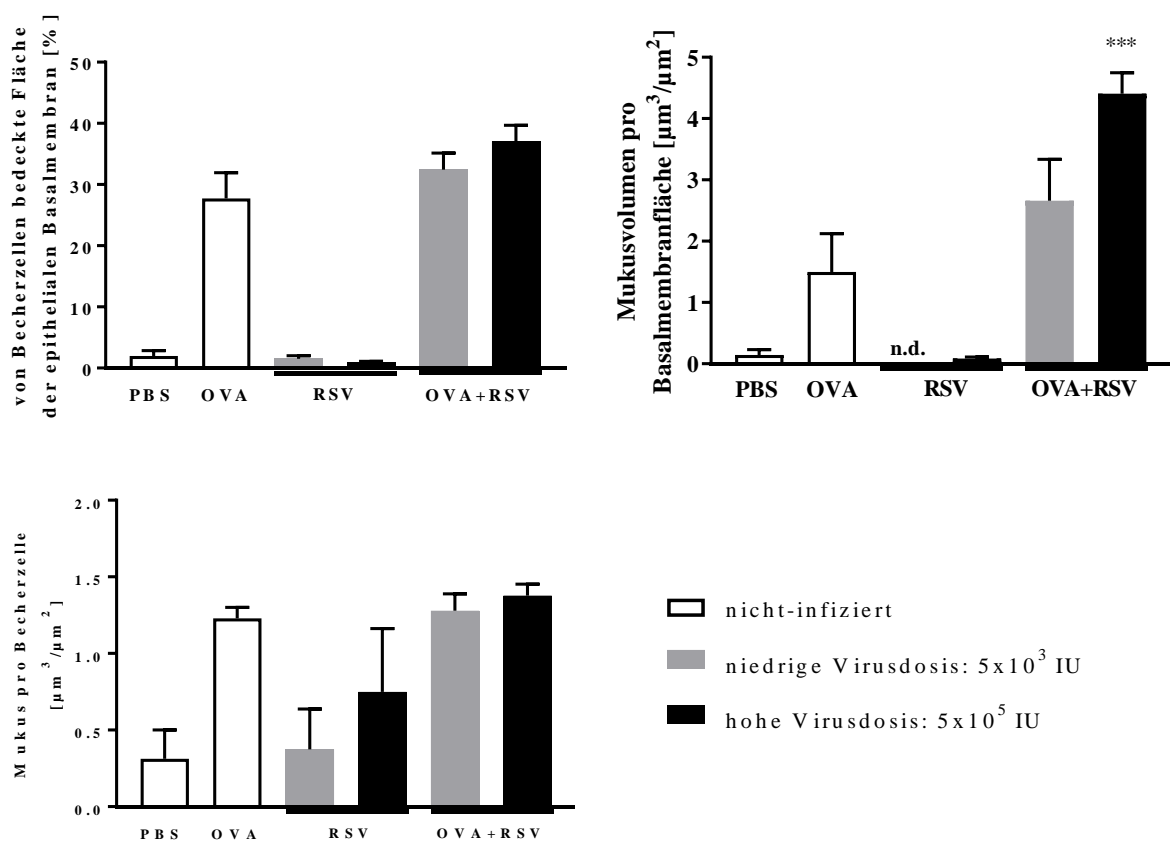 von Becherzellen bedeckte Fläche
der epithelialen Basalmembran [%]
50
40
30
20
10
0
PBS OVA RSV OVA+RSV
Mukusvolumen pro
Basalmembranfläche [µm³/µm²]
***
5
4
3
2
1
0
n.d.
PBS OVA RSV OVA+RSV
Mukus pro Becherzelle
[µm³/µm²]
2.0
1.5
1.0
0.5
0.0
PBS OVA RSV OVA+RSV
nicht-infiziert
niedrige Virusdosis: 5x10³ IU
hohe Virusdosis: 5x10⁵ IU